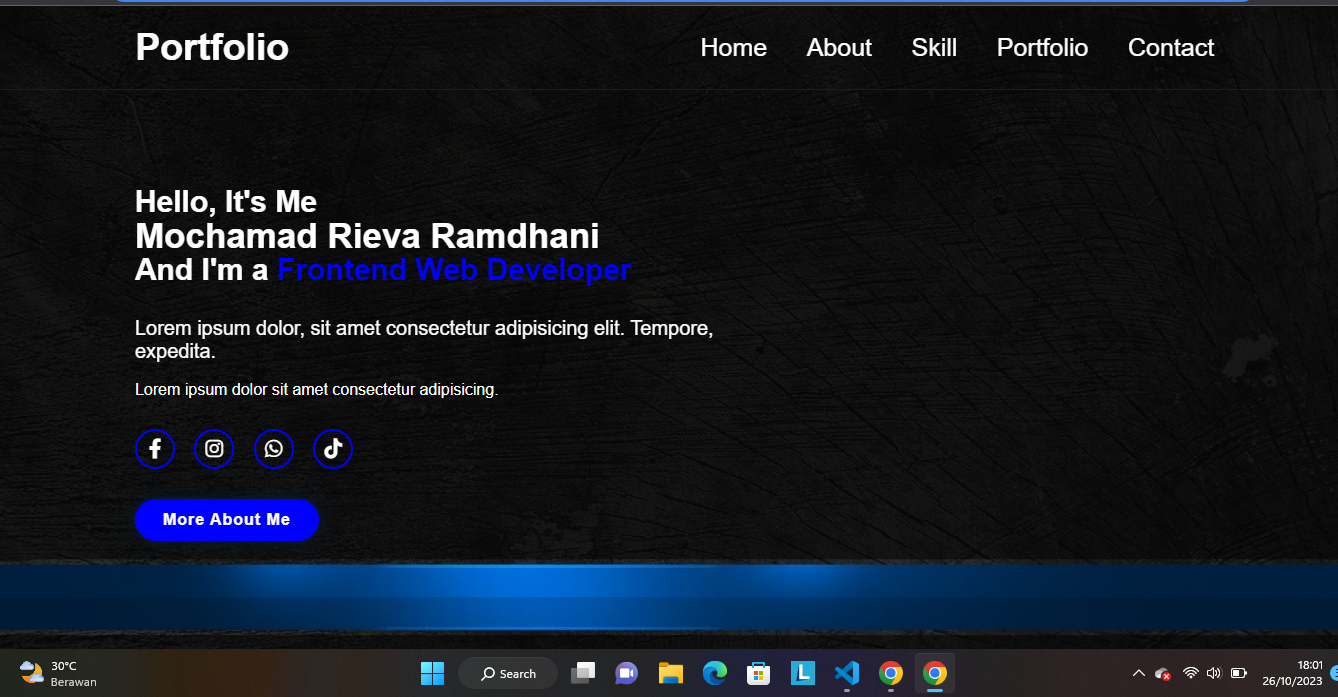 Portfolio
Home About Skill Portfolio Contact
Hello, It's Me
Mochamad Rieva Ramdhani
And I'm a Frontend Web Developer
Lorem ipsum dolor, sit amet consectetur adipisicing elit. Tempore,
expedita.
Lorem ipsum dolor sit amet consectetur adipisicing.
More About Me
30°C
Berawan
Search
L
18:01
26/10/2023